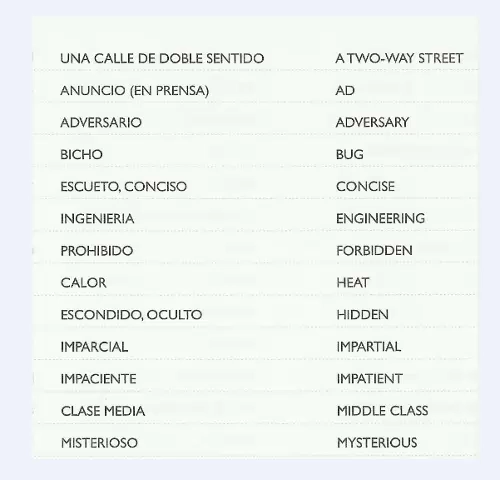 UNA CALLE DE DOBLE SENTIDO A TWO-WAY STREET
ANUNCIO (EN PRENSA) AD
ADVERSARIO ADVERSARY
BICHO BUG
ESCUETO, CONCISO CONCISE
INGENIERIA ENGINEERING
PROHIBIDO FORBIDDEN
CALOR HEAT
ESCONDIDO, OCULTO HIDDEN
IMPARCIAL IMPARTIAL
IMPACIENTE IMPATIENT
CLASE MEDIA MIDDLE CLASS
MISTERIOSO MYSTERIOUS